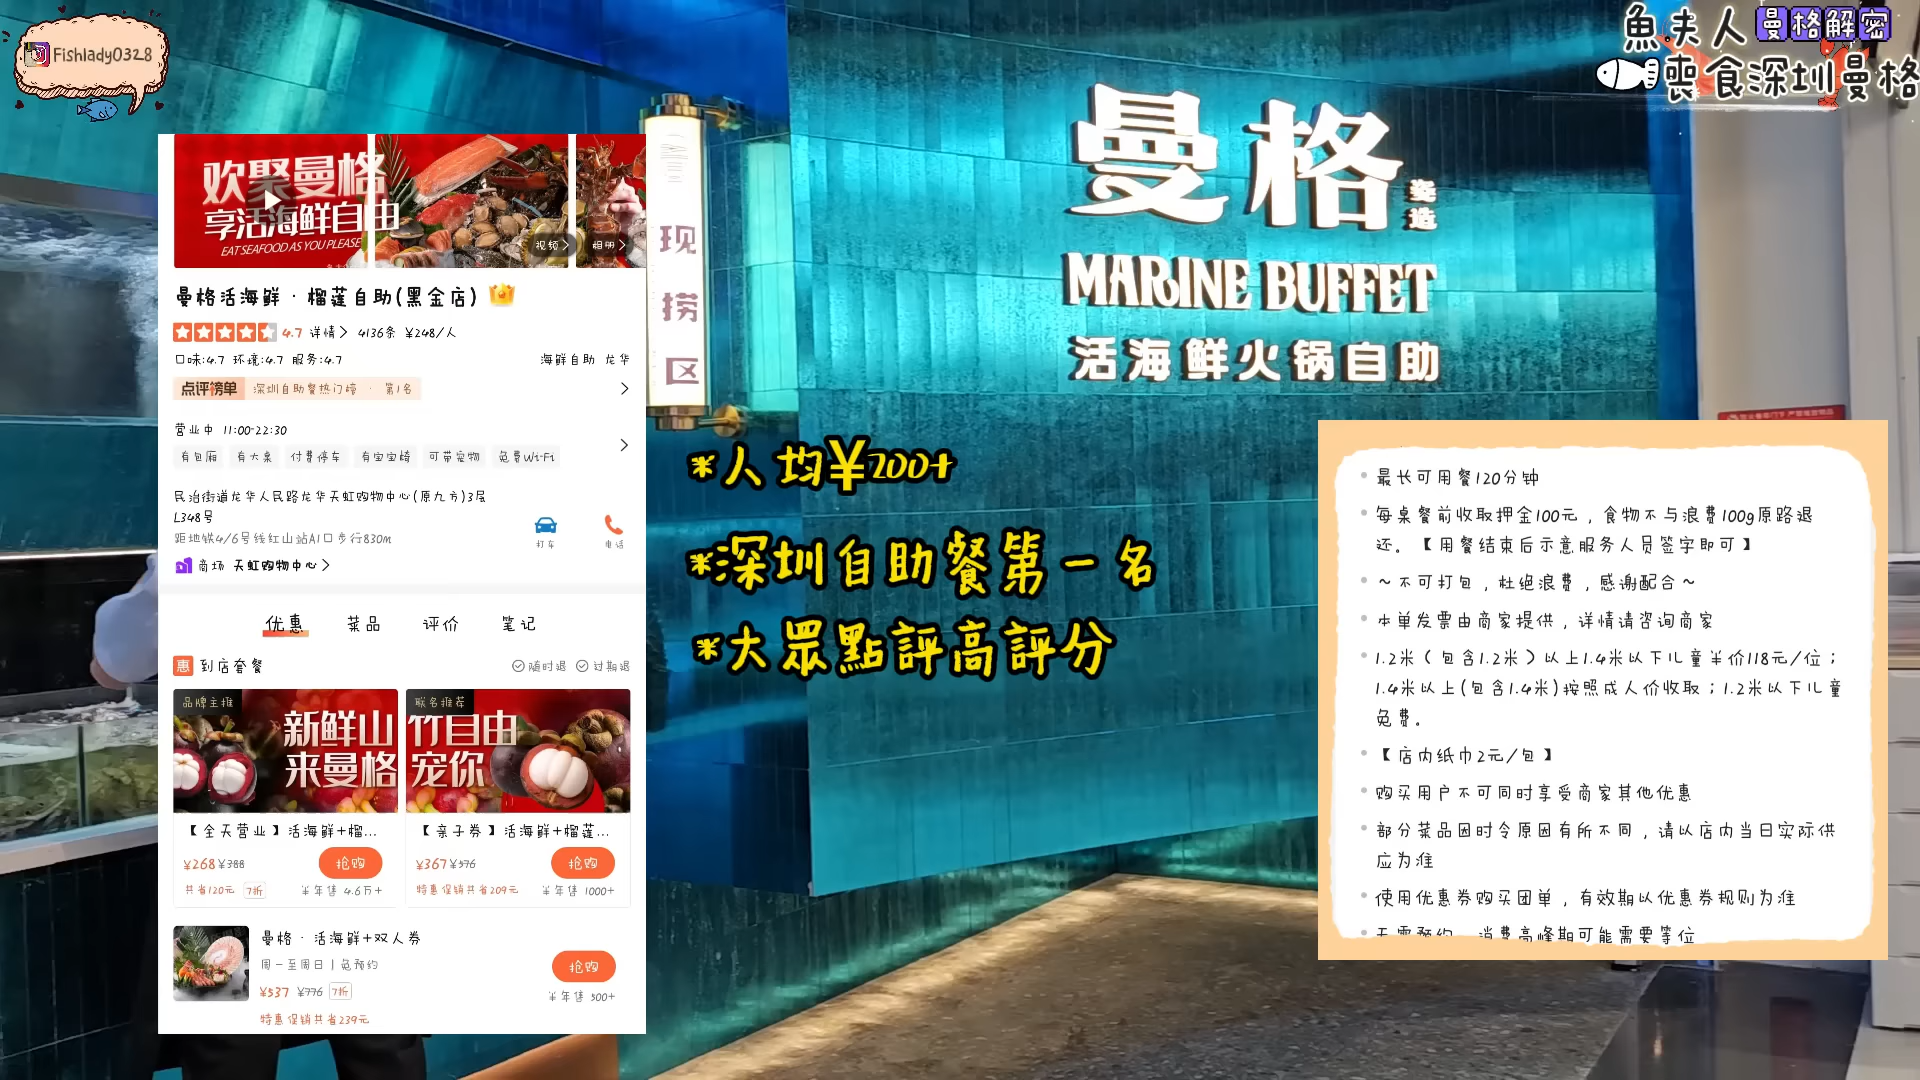 Fishlady0328
魚夫人曼格解密
喪食深圳曼格
曼格
姿造
MARINE BUFFET
活海鲜火锅自助
现捞区
欢聚曼格
享活海鲜自由
EAT SEAFOOD AS YOU PLEASE
视频
相册
曼格活海鲜·榴莲自助(黑金店)
4.7 详情 4136条 ¥248/人
口味:4.7 环境:4.7 服务:4.7
海鲜自助 龙华
点评榜单 深圳自助餐热门榜 · 第1名
营业中 11:00-22:30
有包厢 有大桌 付费停车 有宝宝椅 可带宠物 免费Wi-Fi
民治街道龙华人民路龙华天虹购物中心(原九方)3层
L348号
距地铁4/6号线红山站A1口步行830m
打车
电话
商场 天虹购物中心
优惠 菜品 评价 笔记
惠 到店套餐
随时退 过期退
品牌主推
新鲜山
来曼格
联名推荐
竹自由
宠你
【全天营业】活海鲜+榴...
¥268 ¥388
抢购
共省120元 7折
半年售 4.6万+
【亲子券】活海鲜+榴莲...
¥367 ¥576
抢购
特惠促销共省209元
半年售 1000+
曼格·活海鲜+双人券
周一至周日 | 免预约
¥537 ¥776 7折
抢购
半年售 500+
特惠促销共省239元
*人均¥200+
*深圳自助餐第一名
*大眾點評高評分
最长可用餐120分钟
每桌餐前收取押金100元，食物不与浪费100g原路退
还。【用餐结束后示意服务人员签字即可】
~不可打包，杜绝浪费，感谢配合~
本单发票由商家提供，详情请咨询商家
1.2米（包含1.2米）以上1.4米以下儿童半价118元/位；
1.4米以上(包含1.4米)按照成人价收取；1.2米以下儿童
免费。
【店内纸巾2元/包】
购买用户不可同时享受商家其他优惠
部分菜品因时令原因有所不同，请以店内当日实际供
应为准
使用优惠券购买团单，有效期以优惠券规则为准
无需预约，消费高峰期可能需要等位